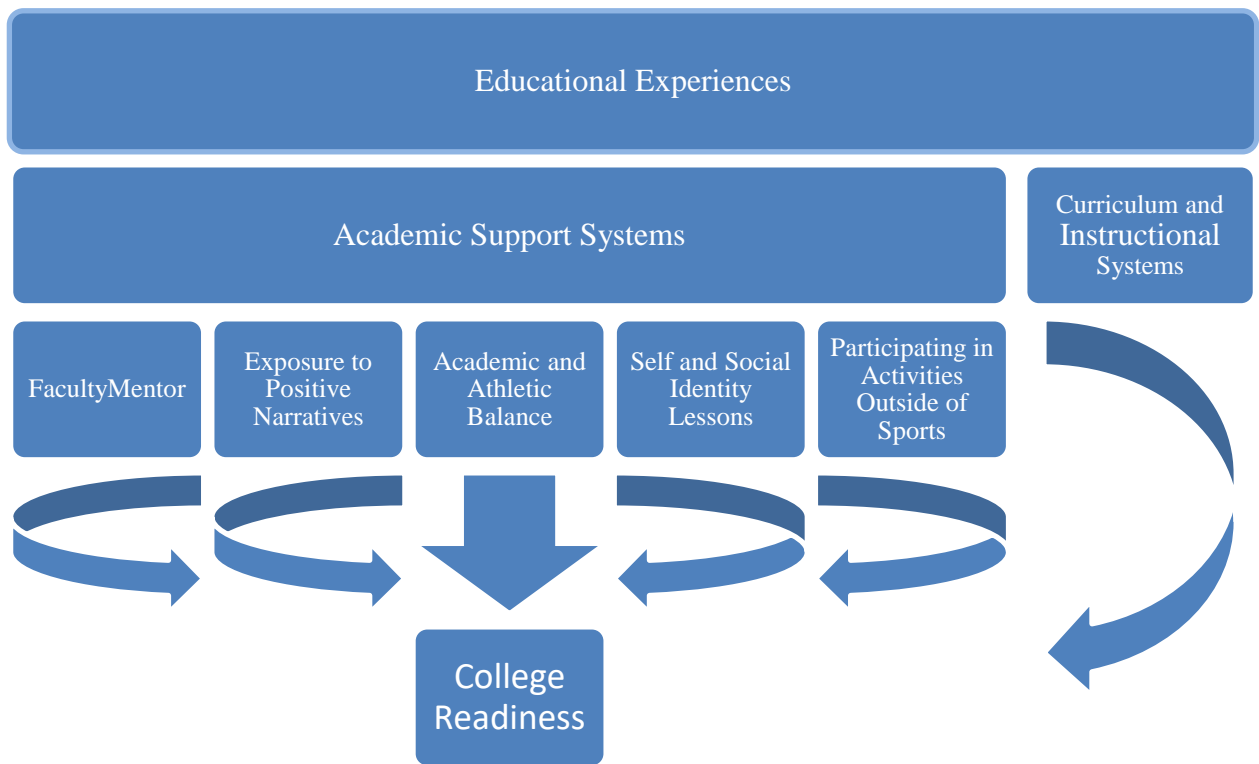 Educational Experiences
Academic Support Systems
Curriculum and
Instructional
Systems
FacultyMentor
Exposure to
Positive
Narratives
Academic and
Athletic
Balance
Self and Social
Identity
Lessons
Participating in
Activities
Outside of
Sports
College
Readiness